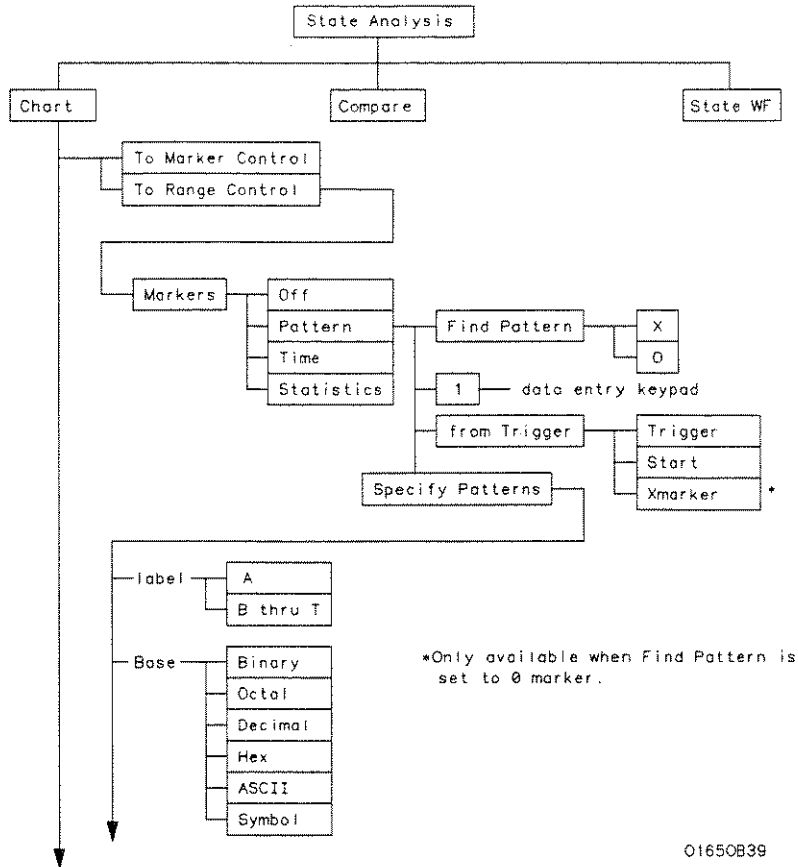 State Analysis
Chart
Compare
State WF
To Marker Control
To Range Control
Markers
Off
Pattern
Find Pattern
X
Time
O
Statistics
1
data entry keypad
from Trigger
Trigger
Start
Specify Patterns
Xmarker
*
label
A
B thru T
Base
Binary
*Only available when Find Pattern is
set to 0 marker.
Octal
Decimal
Hex
ASCII
Symbol
01650B39